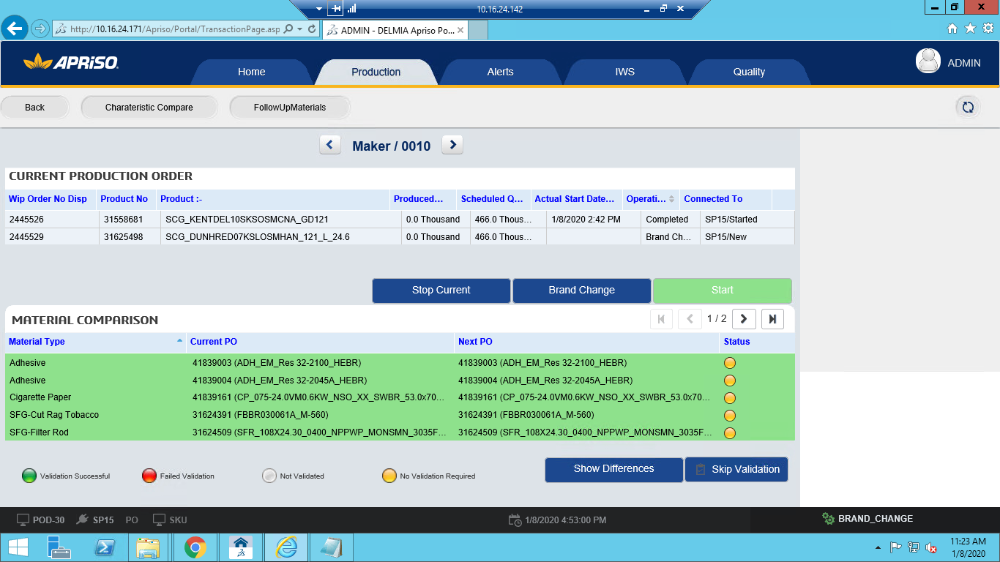 10.16.24.142
http://10.16.24.171/Apriso/Portal/TransactionPage.asp
ADMIN - DELMIA Apriso Po...
APRISO
Home
Production
Alerts
IWS
Quality
ADMIN
Back
Charateristic Compare
FollowUpMaterials
Maker / 0010
CURRENT PRODUCTION ORDER
Wip Order No Disp Product No Product :- Produced... Scheduled Q... Actual Start Date... Operati... Connected To
2445526 31558681 SCG_KENTDEL10SKSOSMCNA_GD121 0.0 Thousand 466.0 Thous... 1/8/2020 2:42 PM Completed SP15/Started
2445529 31625498 SCG_DUNHRED07KSLOSMHAN_121_L_24.6 0.0 Thousand 466.0 Thous... Brand Ch... SP15/New
Stop Current
Brand Change
Start
MATERIAL COMPARISON
1 / 2
Material Type Current PO Next PO Status
Adhesive 41839003 (ADH_EM_Res 32-2100_HEBR) 41839003 (ADH_EM_Res 32-2100_HEBR)
Adhesive 41839004 (ADH_EM_Res 32-2045A_HEBR) 41839004 (ADH_EM_Res 32-2045A_HEBR)
Cigarette Paper 41839161 (CP_075-24.0VM0.6KW_NSO_XX_SWBR_53.0x70... 41839161 (CP_075-24.0VM0.6KW_NSO_XX_SWBR_53.0x70...
SFG-Cut Rag Tobacco 31624391 (FBBR030061A_M-560) 31624391 (FBBR030061A_M-560)
SFG-Filter Rod 31624509 (SFR_108X24.30_0400_NPPWP_MONSMN_3035F... 31624509 (SFR_108X24.30_0400_NPPWP_MONSMN_3035F...
Validation Successful
Failed Validation
Not Validated
No Validation Required
Show Differences
Skip Validation
POD-30
SP15
PO
SKU
1/8/2020 4:53:00 PM
BRAND_CHANGE
11:23 AM
1/8/2020